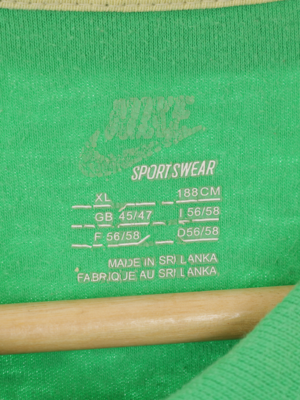 NIKE
SPORTSWEAR
XL 188CM
GB 45/47 I 56/58
F 56/58 D56/58
MADE IN SRI LANKA
FABRIQUE AU SRI LANKA